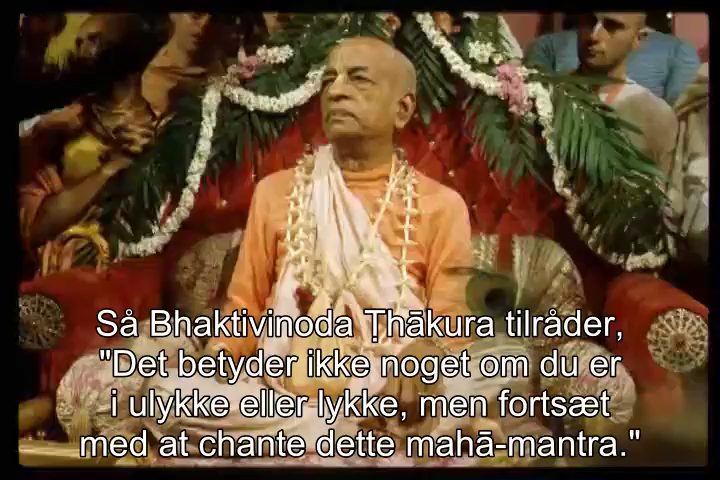 Så Bhaktivinoda Ṭhākura tilråder,
"Det betyder ikke noget om du er
i ulykke eller lykke, men fortsæt
med at chante dette mahā-mantra."